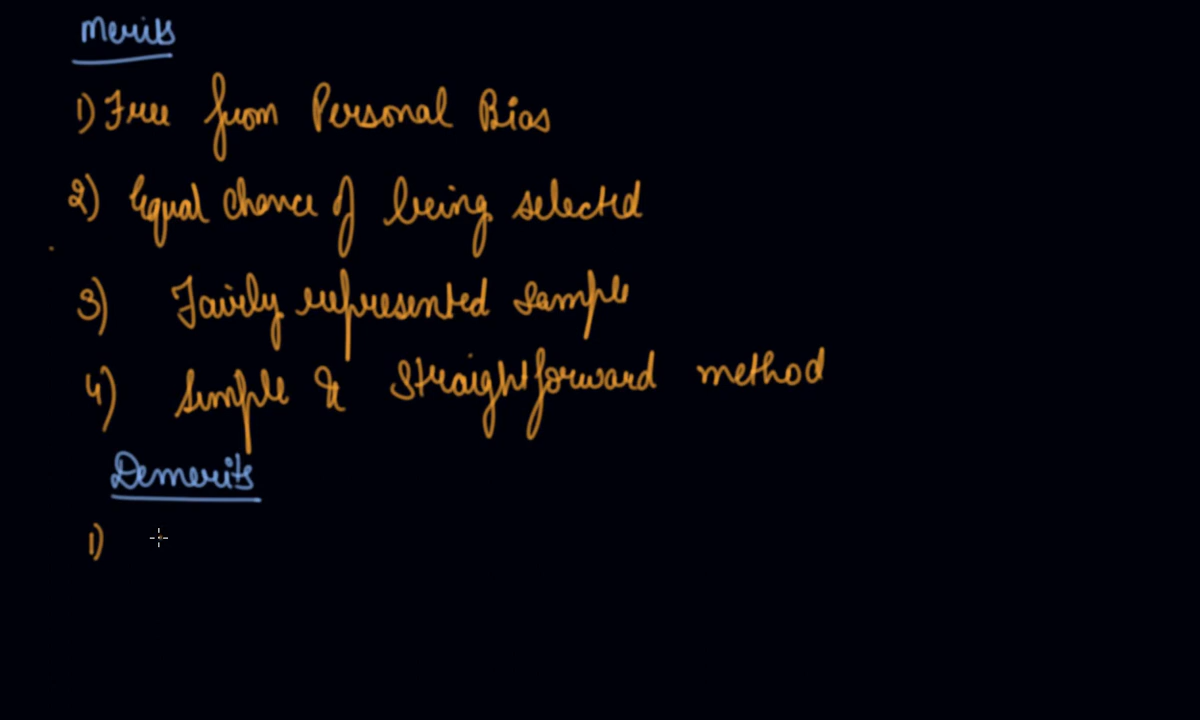 Merits
1) Free from Personal Bias
2) Equal chance of being selected
3) Fairly represented sample
4) Simple & Straightforward method
Demerits
1)